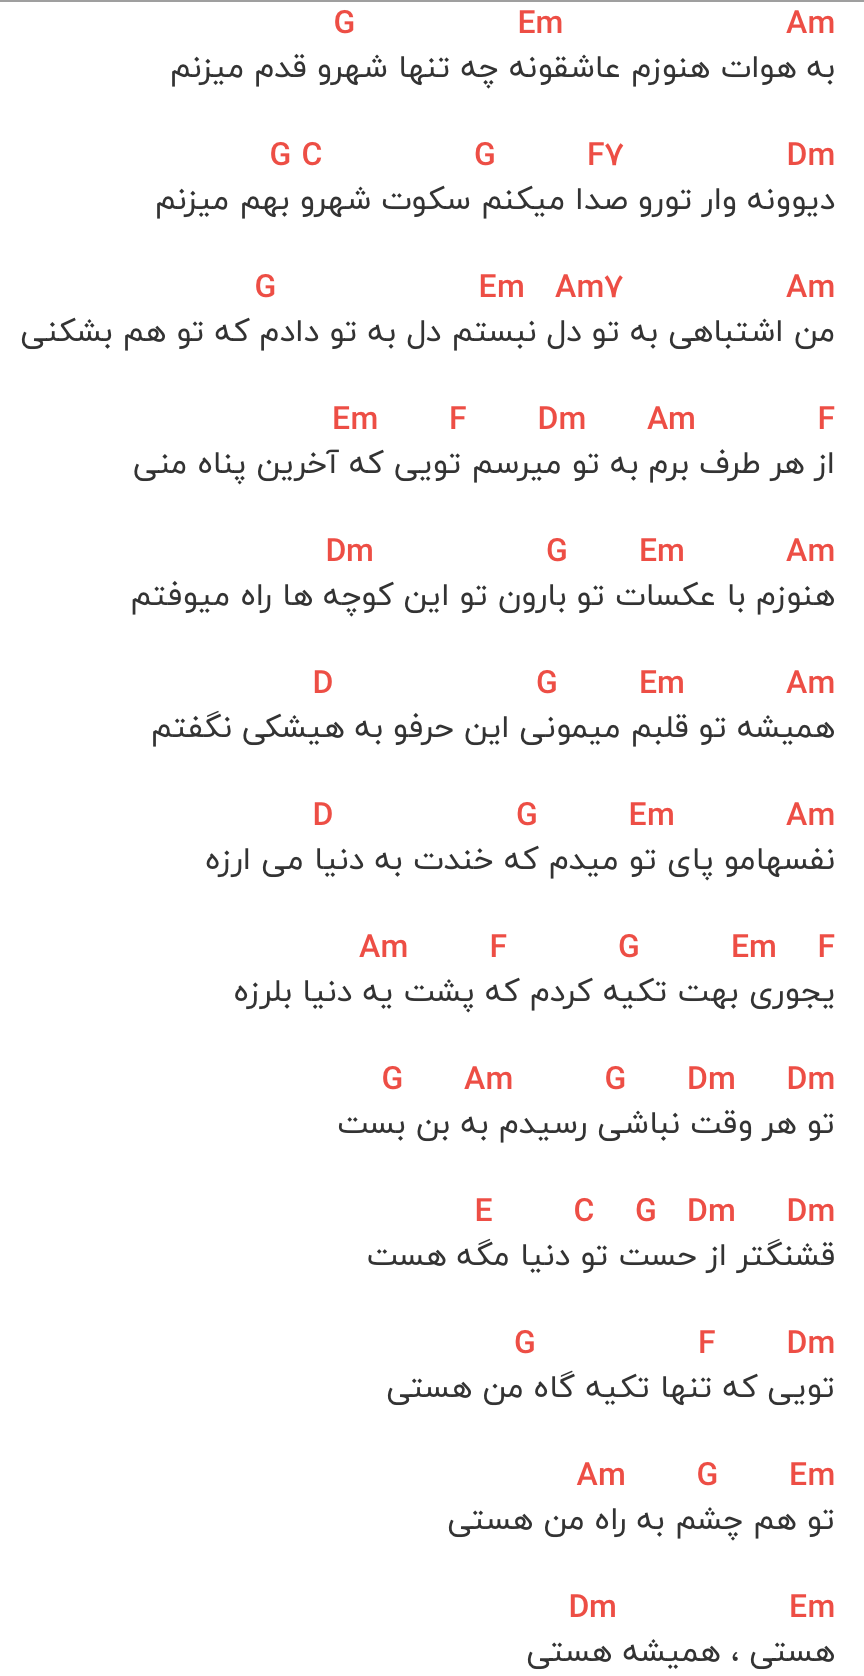 Am Em G
به هوات هنوزم عاشقونه چه تنها شهرو قدم میزنم
Dm F۷ G C G
دیوونه وار تورو صدا میکنم سکوت شهرو بهم میزنم
Am Am۷ Em G
من اشتباهی به تو دل نبستم دل به تو دادم که تو هم بشکنی
F Am Dm F Em
از هر طرف برم به تو میرسم تویی که آخرین پناه منی
Am Em G Dm
هنوزم با عکسات تو بارون تو این کوچه ها راه میوفتم
Am Em G D
همیشه تو قلبم میمونی این حرفو به هیشکی نگفتم
Am Em G D
نفسهامو پای تو میدم که خندت به دنیا می ارزه
F Em G F Am
یجوری بهت تکیه کردم که پشت یه دنیا بلرزه
Dm Dm G Am G
تو هر وقت نباشی رسیدم به بن بست
Dm Dm G C E
قشنگتر از حست تو دنیا مگه هست
Dm F G
تویی که تنها تکیه گاه من هستی
Em G Am
تو هم چشم به راه من هستی
Em Dm
هستی ، همیشه هستی